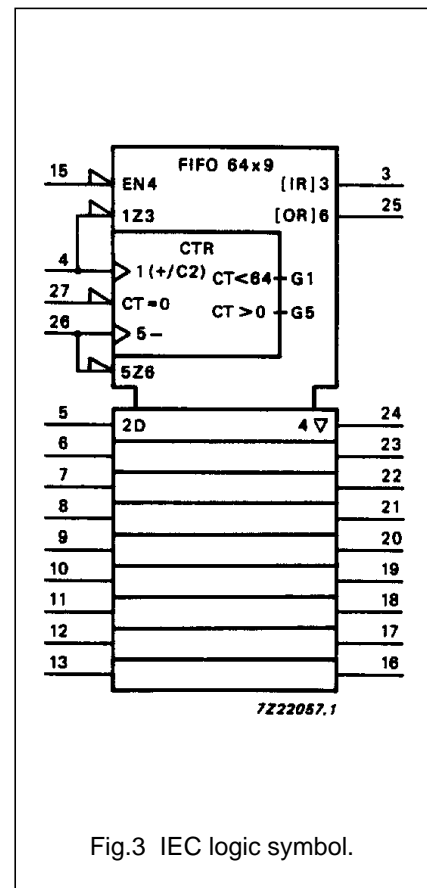 FIFO 64x9
15 EN4 [IR]3 3
1Z3 [OR]6 25
CTR
4 1(+/C2) CT<64 G1
27 CT=0 CT>0 G5
26 5-
5Z6
5 2D 4▽ 24
6 23
7 22
8 21
9 20
10 19
11 18
12 17
13 16
7Z22057.1
Fig.3 IEC logic symbol.